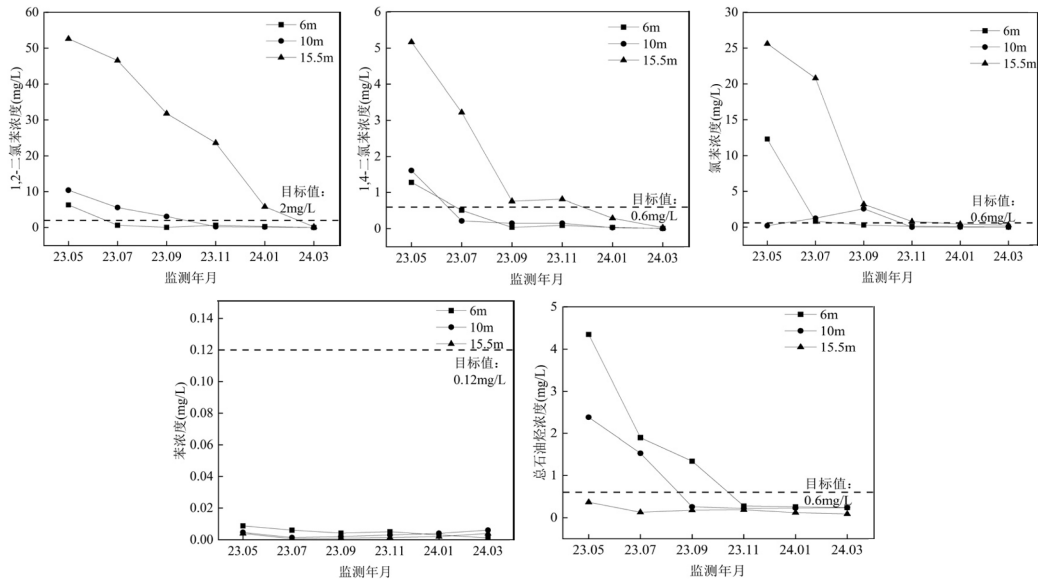 60
50
40
30
20
10
0
1,2-二氯苯浓度(mg/L)
6m
10m
15.5m
目标值：
2mg/L
23.05 23.07 23.09 23.11 24.01 24.03
监测年月
6
5
4
3
2
1
0
1,4-二氯苯浓度(mg/L)
6m
10m
15.5m
目标值：
0.6mg/L
23.05 23.07 23.09 23.11 24.01 24.03
监测年月
30
25
20
15
10
5
0
氯苯浓度(mg/L)
6m
10m
15.5m
目标值：
0.6mg/L
23.05 23.07 23.09 23.11 24.01 24.03
监测年月
0.14
0.12
0.10
0.08
0.06
0.04
0.02
0.00
苯浓度(mg/L)
6m
10m
15.5m
目标值：
0.12mg/L
23.05 23.07 23.09 23.11 24.01 24.03
监测年月
5
4
3
2
1
0
总石油烃浓度(mg/L)
6m
10m
15.5m
目标值：
0.6mg/L
23.05 23.07 23.09 23.11 24.01 24.03
监测年月